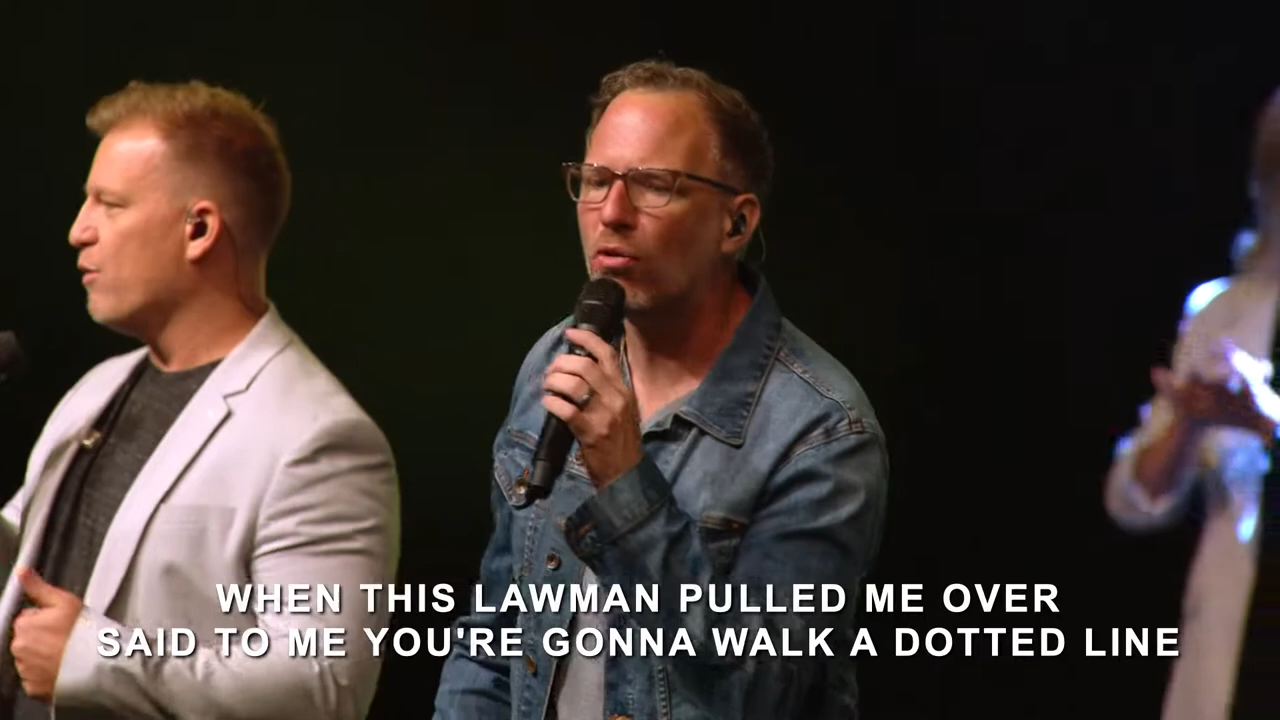 WHEN THIS LAWMAN PULLED ME OVER
SAID TO ME YOU'RE GONNA WALK A DOTTED LINE